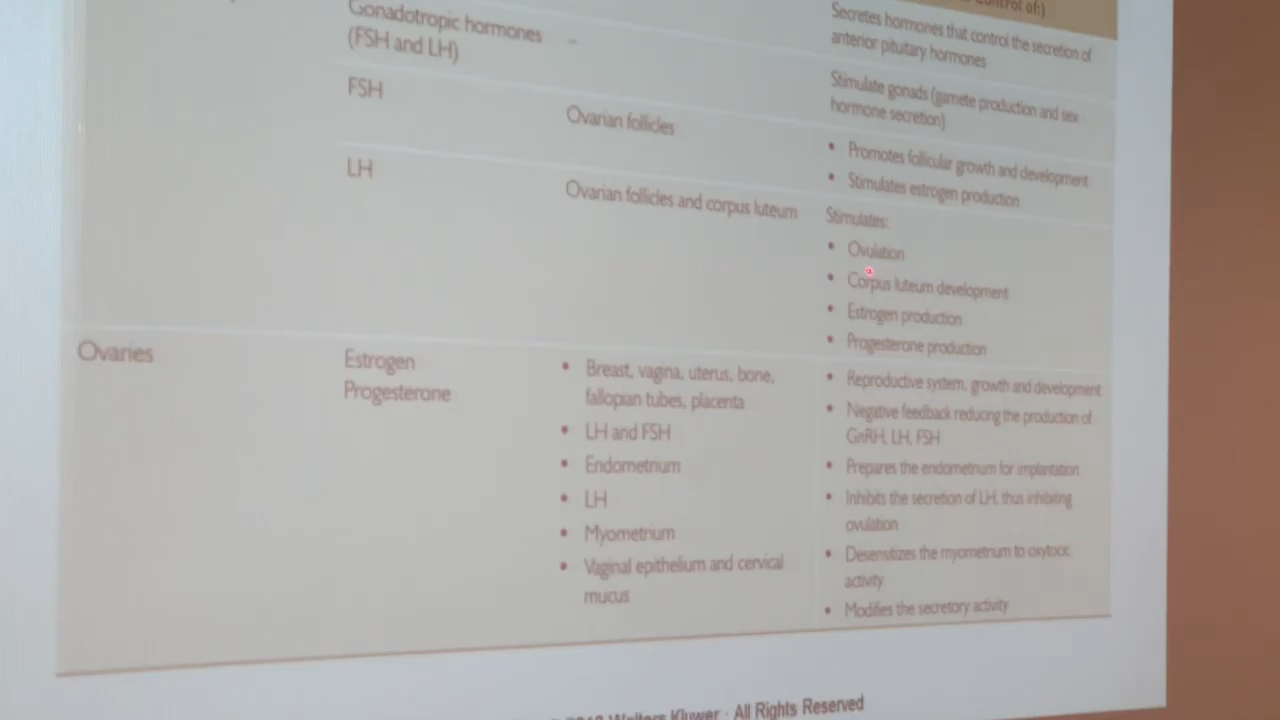 Control of:)
Gonadotropic hormones
(FSH and LH)
–
Secretes hormones that control the secretion of
anterior pituitary hormones
FSH
Ovarian follicles
Stimulate gonads (gamete production and sex
hormone secretion)
LH
Ovarian follicles and corpus luteum
• Promotes follicular growth and development
• Stimulates estrogen production
Stimulates:
• Ovulation
• Corpus luteum development
• Estrogen production
• Progesterone production
Ovaries
Estrogen
Progesterone
• Breast, vagina, uterus, bone,
fallopian tubes, placenta
• LH and FSH
• Endometrium
• LH
• Myometrium
• Vaginal epithelium and cervical
mucus
• Reproductive system, growth and development
• Negative feedback reducing the production of
GnRH, LH, FSH
• Prepares the endometrium for implantation
• Inhibits the secretion of LH, thus inhibiting
ovulation
• Desensitizes the myometrium to oxytocic
activity
• Modifies the secretory activity
Wolters Kluwer · All Rights Reserved